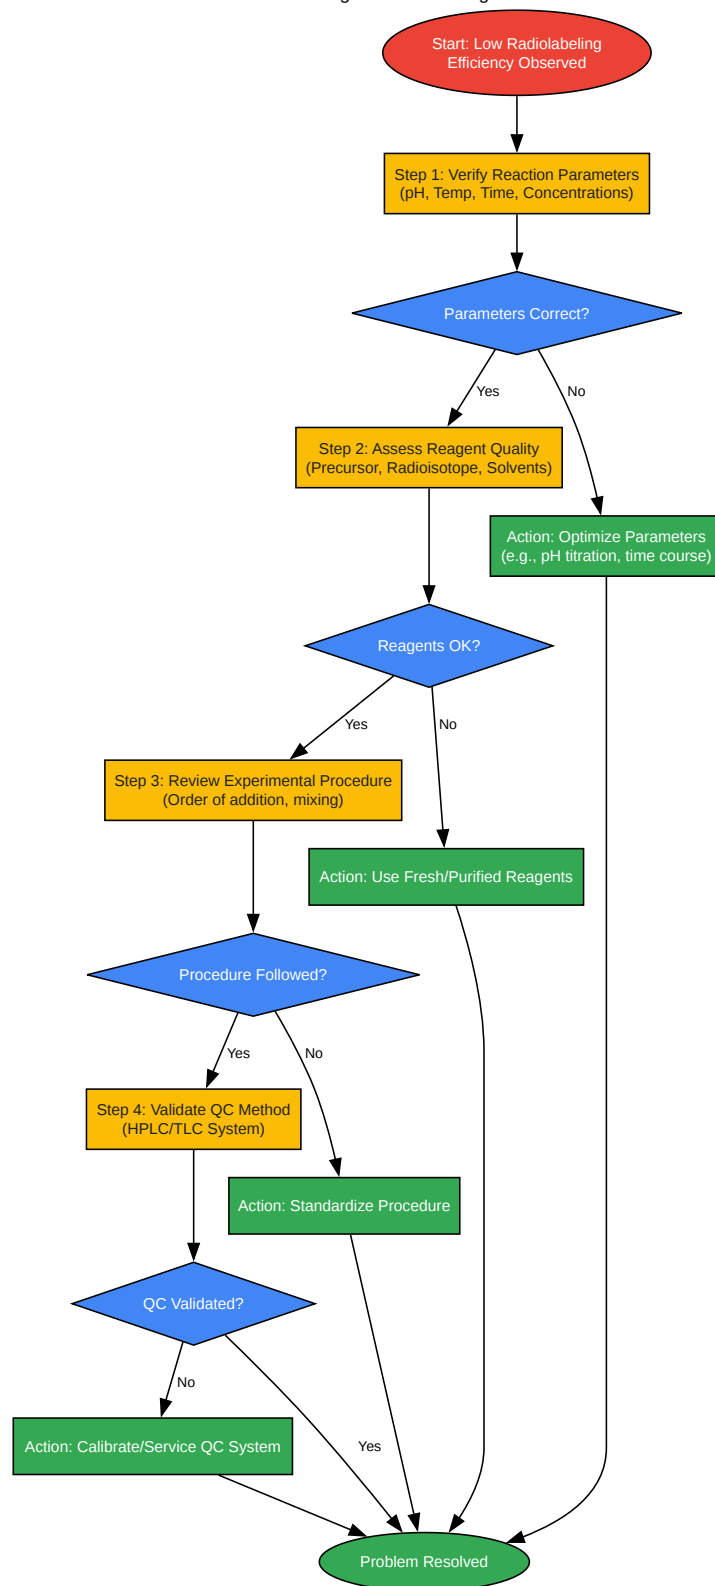 Start: Low Radiolabeling
Efficiency Observed
Step 1: Verify Reaction Parameters
(pH, Temp, Time, Concentrations)
Parameters Correct?
Yes
No
Step 2: Assess Reagent Quality
(Precursor, Radioisotope, Solvents)
Action: Optimize Parameters
(e.g., pH titration, time course)
Reagents OK?
Yes
No
Step 3: Review Experimental Procedure
(Order of addition, mixing)
Action: Use Fresh/Purified Reagents
Procedure Followed?
Yes
No
Step 4: Validate QC Method
(HPLC/TLC System)
Action: Standardize Procedure
QC Validated?
No
Action: Calibrate/Service QC System
Yes
Problem Resolved